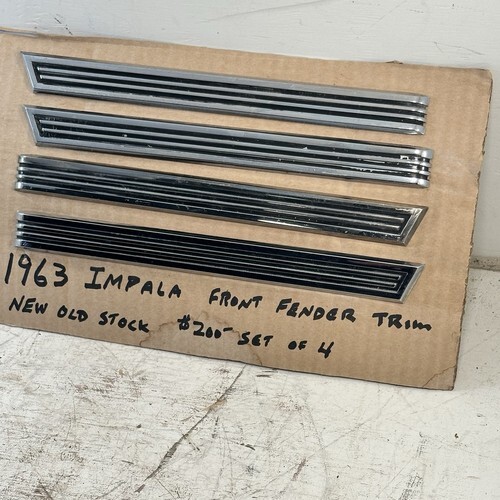 1963 IMPALA FRONT FENDER TRIM
NEW OLD STOCK $200- SET OF 4